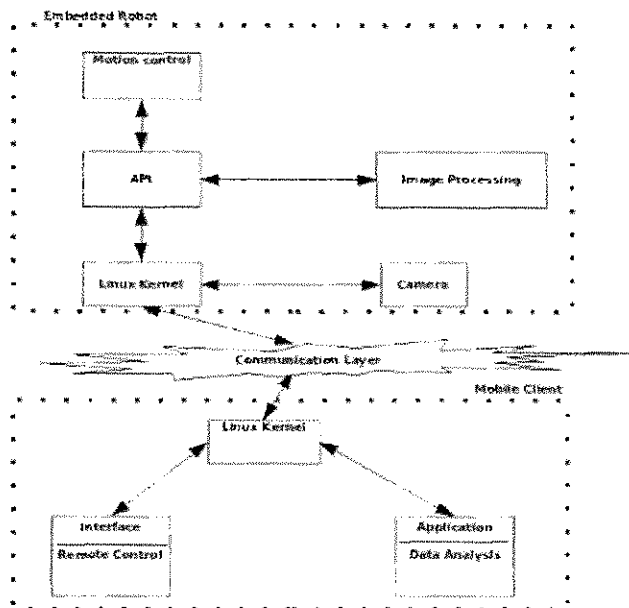 Embedded Robot
Motion control
API
Image Processing
Linux Kernel
Camera
Communication Layer
Mobile Client
Linux Kernel
Interface
Remote Control
Application
Data Analysis